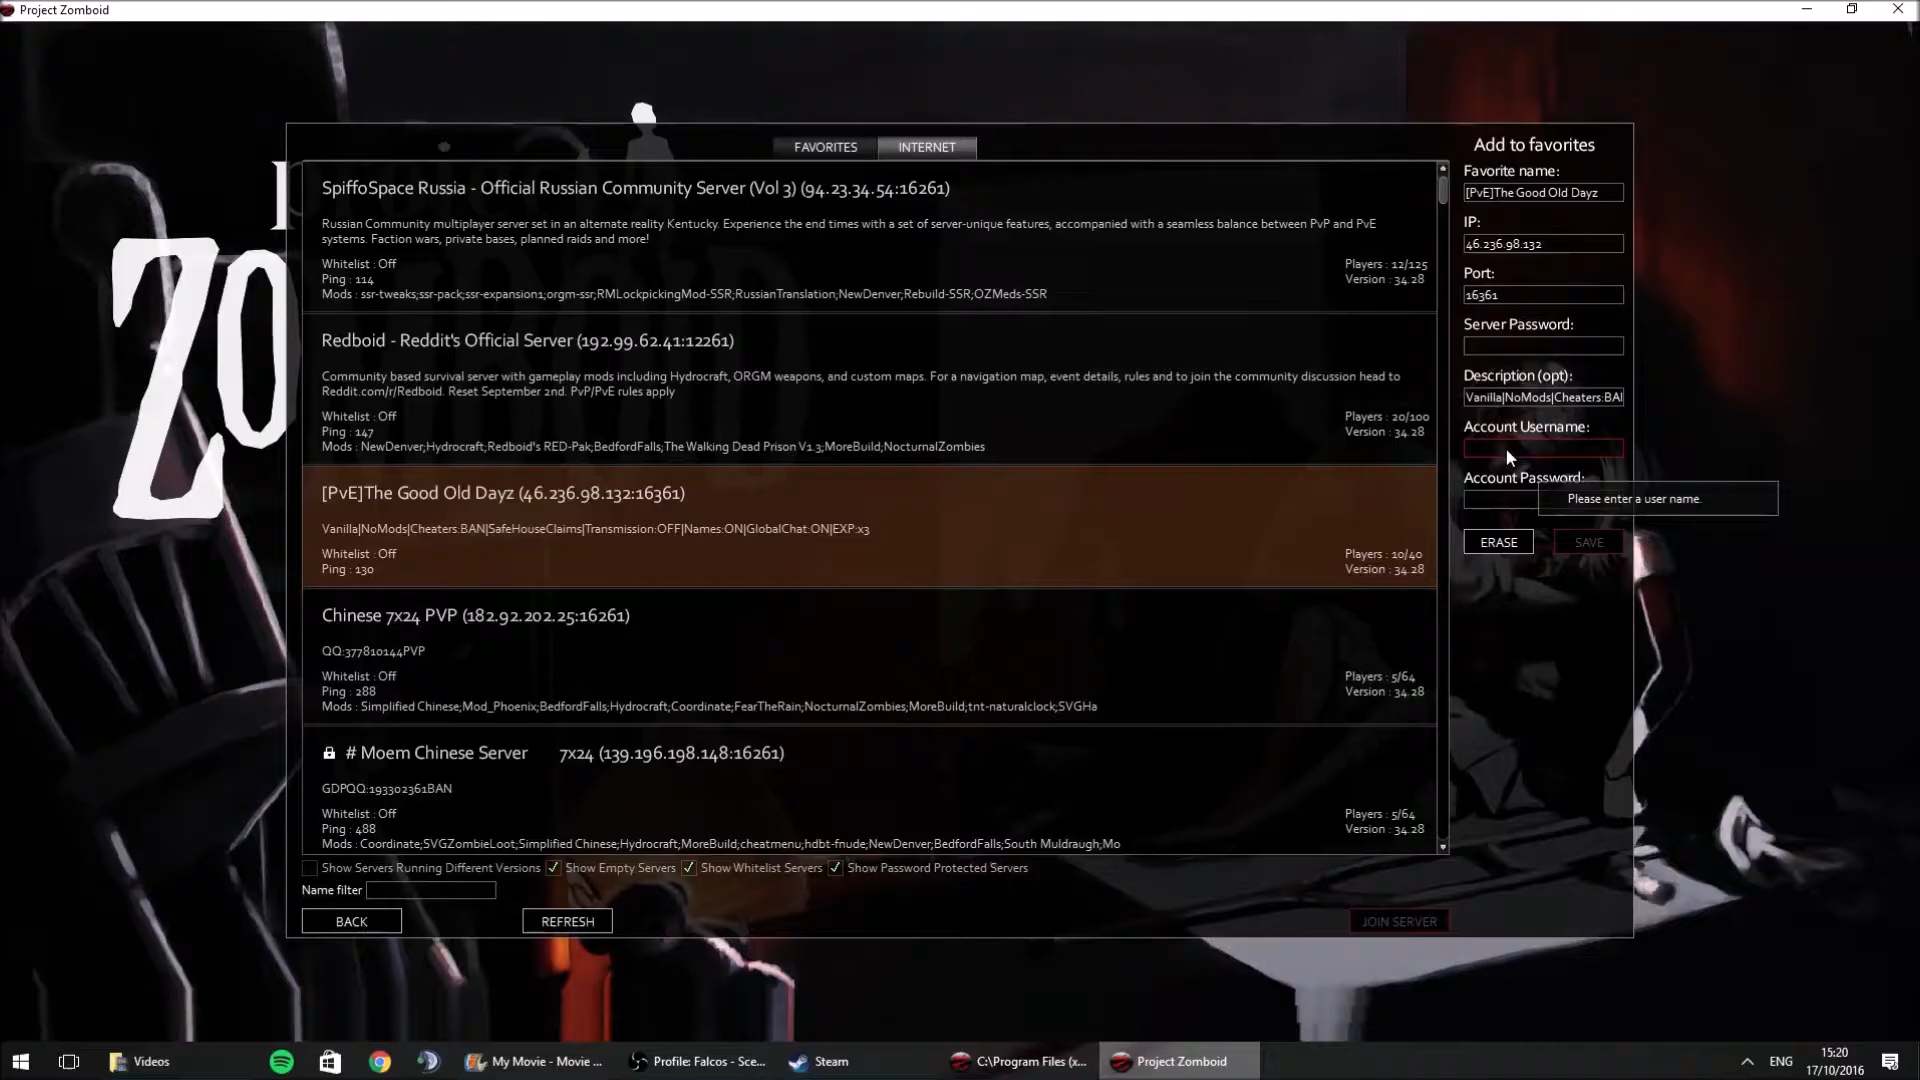 Project Zomboid
FAVORITES
INTERNET
SpiffoSpace Russia - Official Russian Community Server (Vol 3) (94.23.34.54:16261)
Russian Community multiplayer server set in an alternate reality Kentucky. Experience the end times with a set of server-unique features, accompanied with a seamless balance between PvP and PvE
systems. Faction wars, private bases, planned raids and more!
Whitelist : Off
Ping : 114
Mods : ssr-tweaks;ssr-pack;ssr-expansion1;orgm-ssr;RMLockpickingMod-SSR;RussianTranslation;NewDenver;Rebuild-SSR;OZMeds-SSR
Players : 12/125
Version : 34.28
Redboid - Reddit's Official Server (192.99.62.41:12261)
Community based survival server with gameplay mods including Hydrocraft, ORGM weapons, and custom maps. For a navigation map, event details, rules and to join the community discussion head to
Reddit.com/r/Redboid. Reset September 2nd. PvP/PvE rules apply
Whitelist : Off
Ping : 147
Mods : NewDenver;Hydrocraft;Redboid's RED-Pak;BedfordFalls;The Walking Dead Prison V1.3;MoreBuild;NocturnalZombies
Players : 20/100
Version : 34.28
[PvE]The Good Old Dayz (46.236.98.132:16361)
Vanilla|NoMods|Cheaters:BAN|SafeHouseClaims|Transmission:OFF|Names:ON|GlobalChat:ON|EXP:x3
Whitelist : Off
Ping : 130
Players : 10/40
Version : 34.28
Chinese 7x24 PVP (182.92.202.25:16261)
QQ:377810144PVP
Whitelist : Off
Ping : 288
Mods : Simplified Chinese;Mod_Phoenix;BedfordFalls;Hydrocraft;Coordinate;FearTheRain;NocturnalZombies;MoreBuild;tnt-naturalclock;SVGHa
Players : 5/64
Version : 34.28
# Moem Chinese Server 7x24 (139.196.198.148:16261)
GDPQQ:193302361BAN
Whitelist : Off
Ping : 488
Mods : Coordinate;SVGZombieLoot;Simplified Chinese;Hydrocraft;MoreBuild;cheatmenu;hdbt-fnude;NewDenver;BedfordFalls;South Muldraugh;Mo
Players : 5/64
Version : 34.28
Show Servers Running Different Versions
Show Empty Servers
Show Whitelist Servers
Show Password Protected Servers
Name filter
BACK
REFRESH
JOIN SERVER
Add to favorites
Favorite name:
[PvE]The Good Old Dayz
IP:
46.236.98.132
Port:
16361
Server Password:
Description (opt):
Vanilla|NoMods|Cheaters:BAI
Account Username:
Account Password:
Please enter a user name.
ERASE
SAVE
ZO
Videos
My Movie - Movie ...
Profile: Falcos - Sce...
Steam
C:\Program Files (x...
Project Zomboid
ENG
15:20
17/10/2016